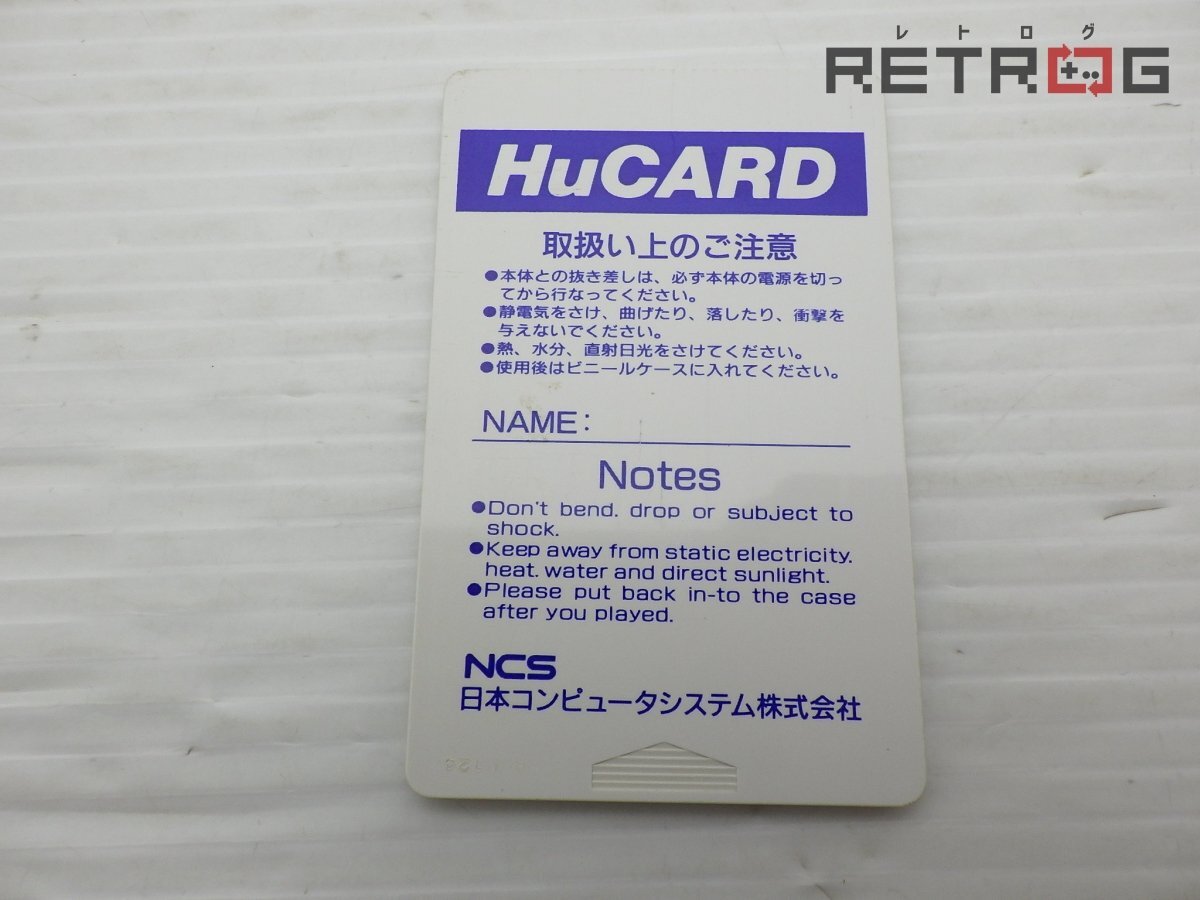 レトログ
RETROG
HuCARD
取扱い上のご注意
●本体との抜き差しは、必ず本体の電源を切っ
てから行なってください。
●静電気をさけ、曲げたり、落したり、衝撃を
与えないでください。
●熱、水分、直射日光をさけてください。
●使用後はビニールケースに入れてください。
NAME:
Notes
●Don't bend. drop or subject to
shock.
●Keep away from static electricity.
heat. water and direct sunlight.
●Please put back in-to the case
after you played.
NCS
日本コンピュータシステム株式会社